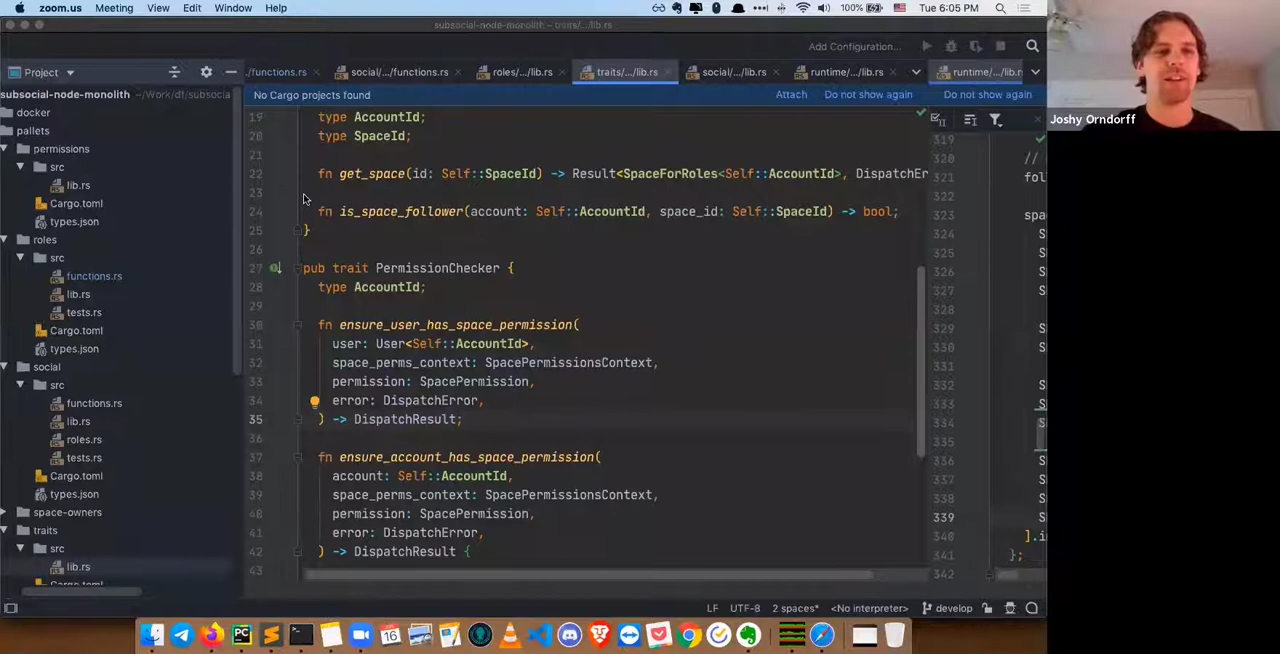 zoom.us Meeting View Edit Window Help 100% Tue 6:05 PM
subsocial-node-monolith – traits/.../lib.rs
Add Configuration...
Project
./functions.rs social/.../functions.rs roles/.../lib.rs traits/.../lib.rs social/.../lib.rs runtime/.../lib.rs runtime/.../lib.rs
subsocial-node-monolith ~/Work/df/subsocia
No Cargo projects found Attach Do not show again Do not show again
docker
pallets
permissions
src
lib.rs
Cargo.toml
types.json
roles
src
functions.rs
lib.rs
tests.rs
Cargo.toml
types.json
social
src
functions.rs
lib.rs
roles.rs
tests.rs
Cargo.toml
types.json
space-owners
traits
src
lib.rs
Cargo.toml
19 type AccountId;
20 type SpaceId;
21
22 fn get_space(id: Self::SpaceId) -> Result<SpaceForRoles<Self::AccountId>, DispatchEr
23
24 fn is_space_follower(account: Self::AccountId, space_id: Self::SpaceId) -> bool;
25 }
26
27 pub trait PermissionChecker {
28 type AccountId;
29
30 fn ensure_user_has_space_permission(
31 user: User<Self::AccountId>,
32 space_perms_context: SpacePermissionsContext,
33 permission: SpacePermission,
34 error: DispatchError,
35 ) -> DispatchResult;
36
37 fn ensure_account_has_space_permission(
38 account: Self::AccountId,
39 space_perms_context: SpacePermissionsContext,
40 permission: SpacePermission,
41 error: DispatchError,
42 ) -> DispatchResult {
43
319
320 //
321 fol
322
323 spac
324 S
325 S
326 S
327 S
328
329 S
330 S
331
332 S
333 S
334 S
335
336 S
337 S
338 S
339 S
340 ].in
341 };
342
LF UTF-8 2 spaces* <No interpreter> develop
16
Joshy Orndorff